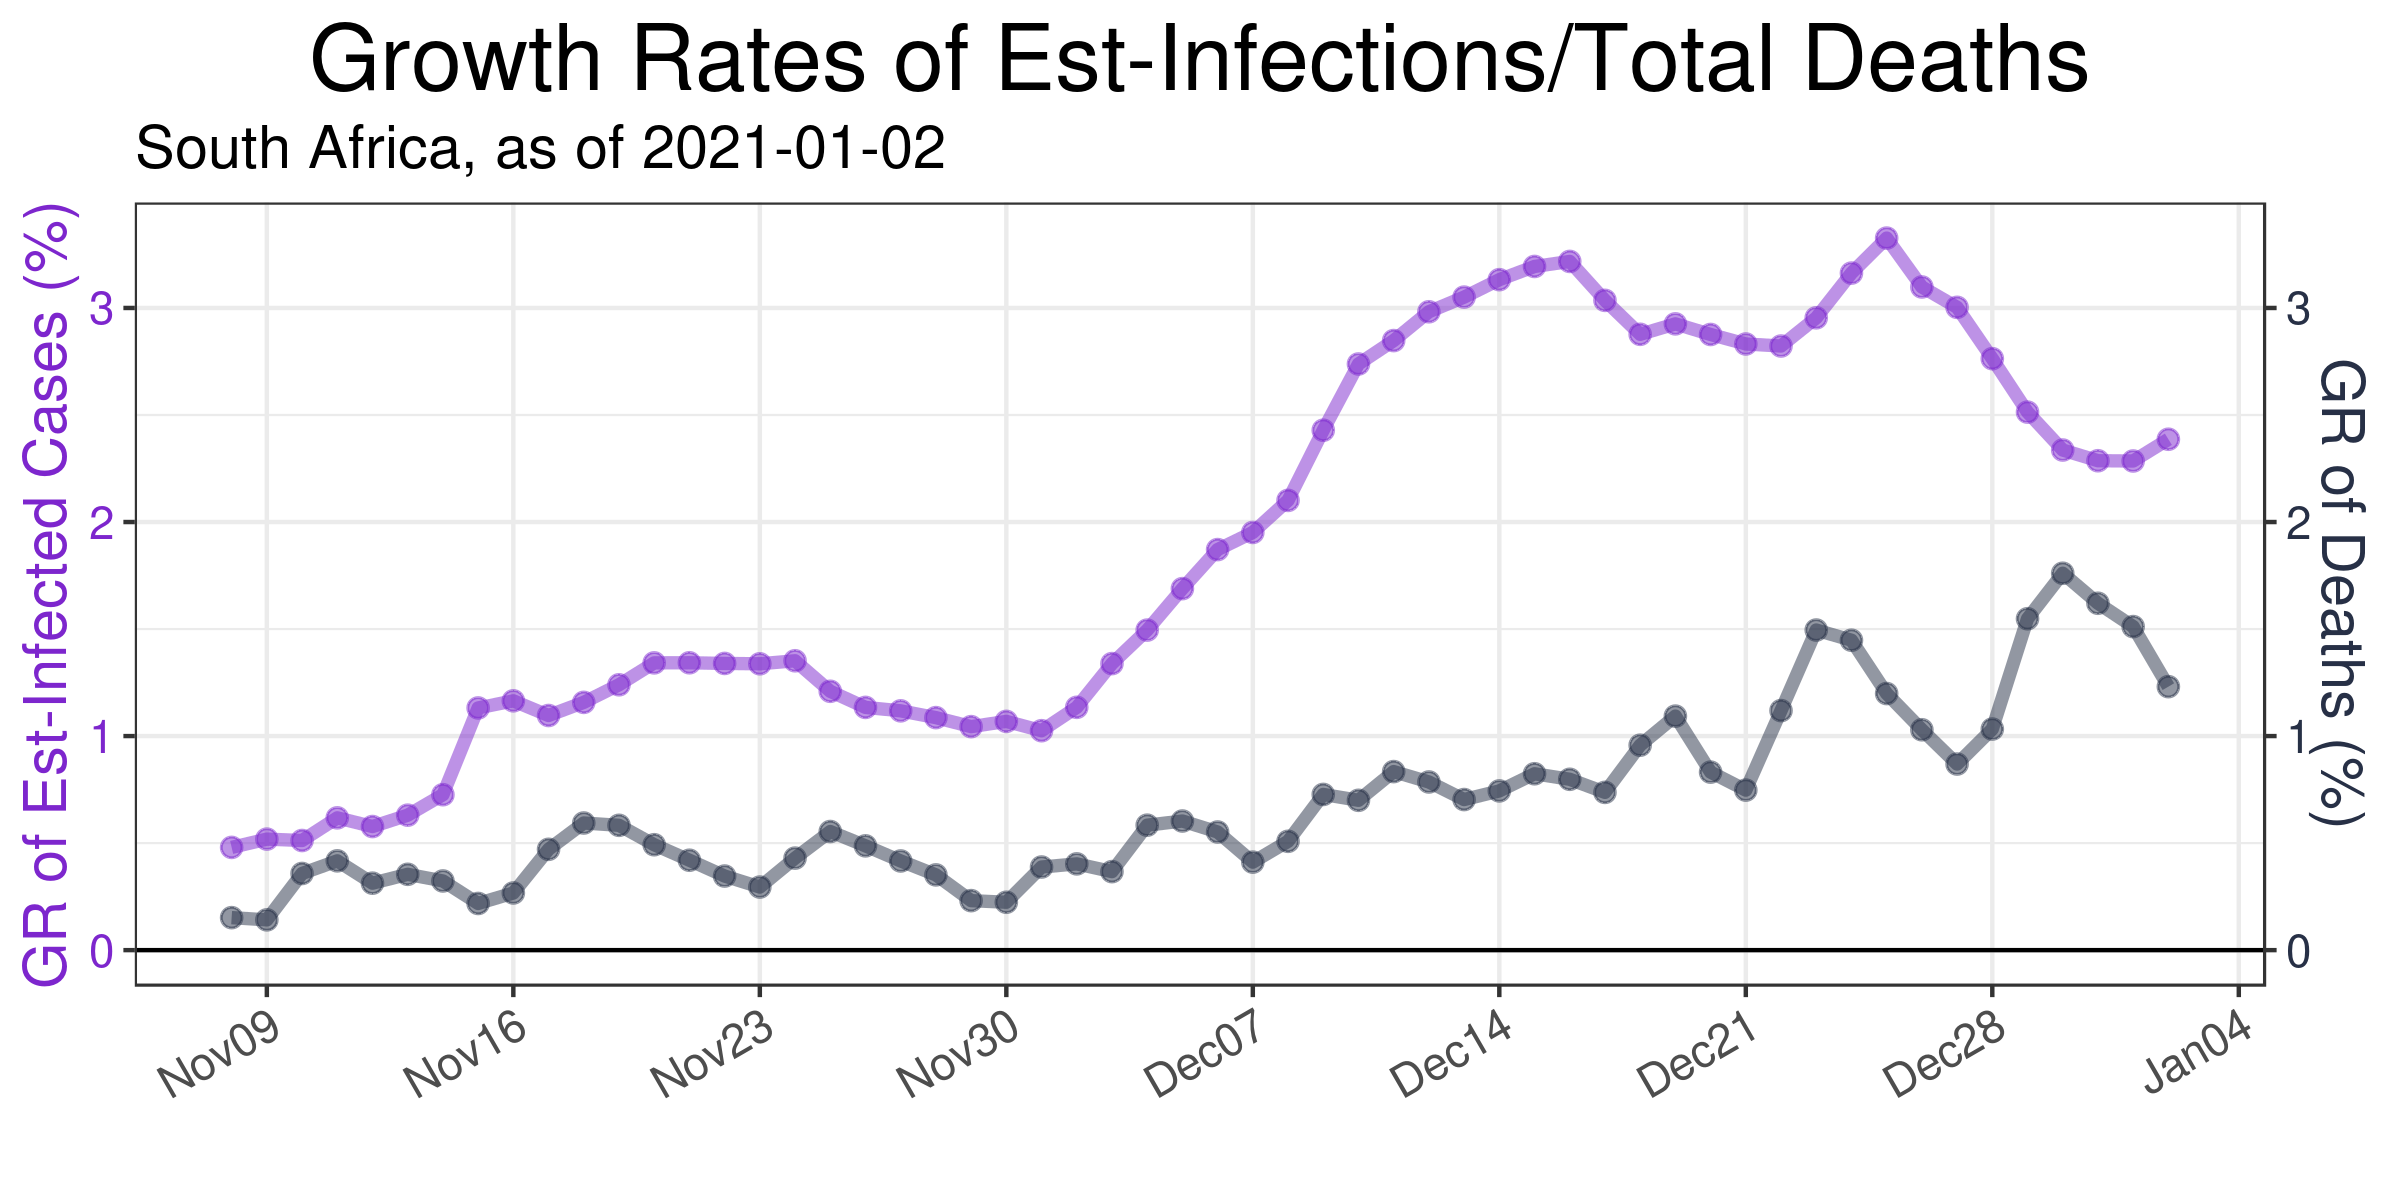 Growth Rates of Est-Infections/Total Deaths
South Africa, as of 2021-01-02
GR of Est-Infected Cases (%)
3
2
1
0
3
2
1
0
GR of Deaths (%)
Nov09
Nov16
Nov23
Nov30
Dec07
Dec14
Dec21
Dec28
Jan04